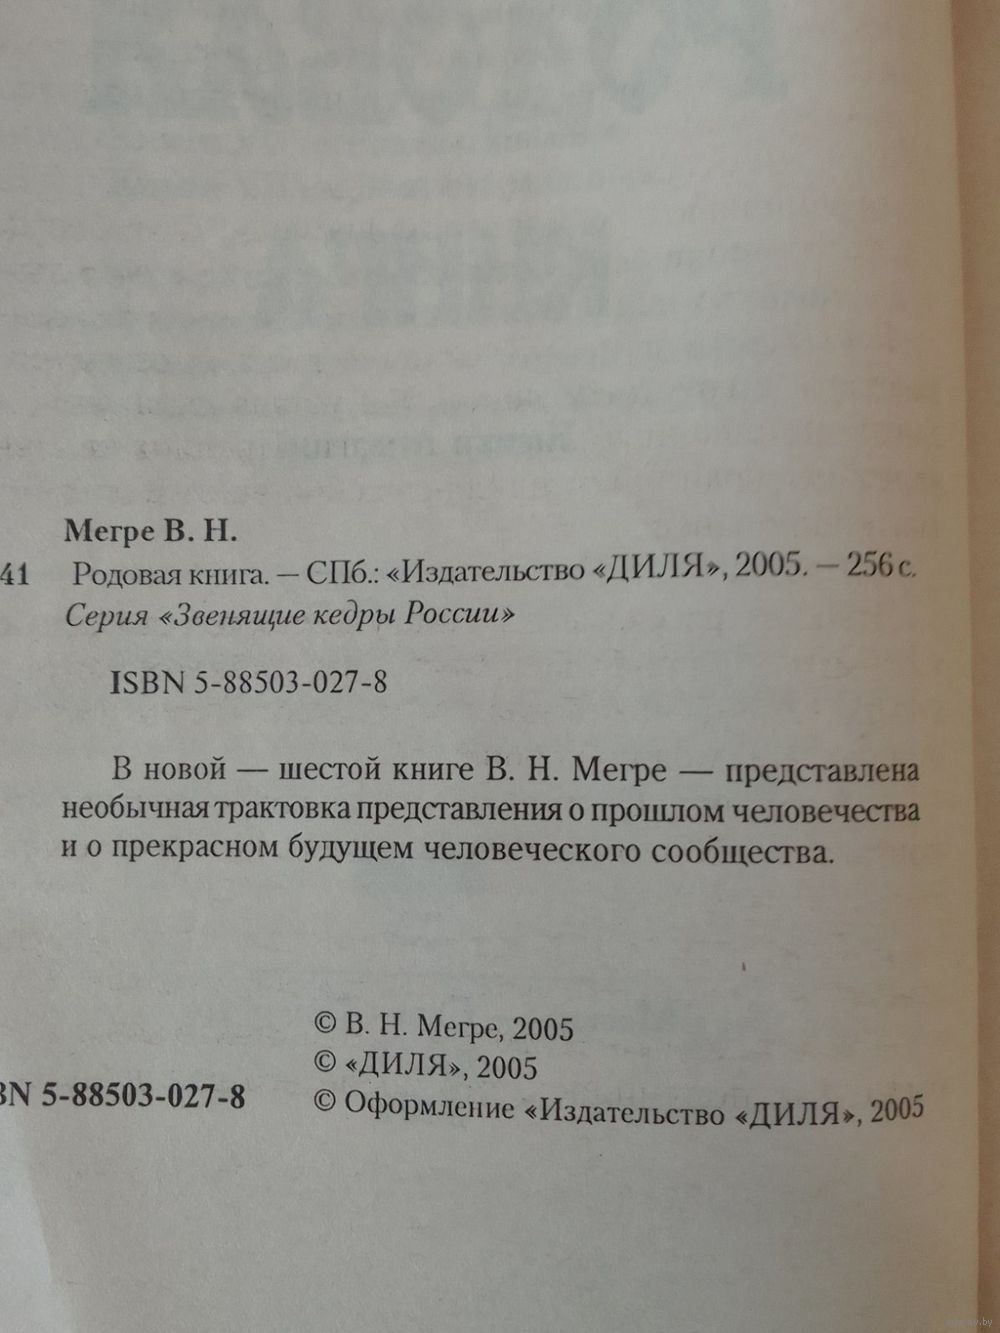 Мегре В. Н.
41 Родовая книга. — СПб.: «Издательство «ДИЛЯ», 2005. — 256 с.
Серия «Звенящие кедры России»
ISBN 5-88503-027-8
В новой — шестой книге В. Н. Мегре — представлена
необычная трактовка представления о прошлом человечества
и о прекрасном будущем человеческого сообщества.
© В. Н. Мегре, 2005
© «ДИЛЯ», 2005
BN 5-88503-027-8
© Оформление «Издательство «ДИЛЯ», 2005